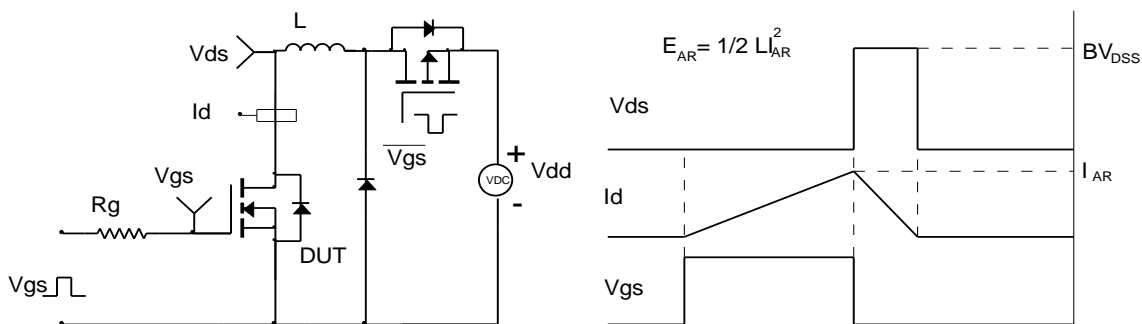 L
Vds
Id
Vgs
Vgs
Rg
DUT
Vgs
VDC
+
Vdd
-
E_AR = 1/2 LI_AR^2
BV_DSS
Vds
I_AR
Id
Vgs